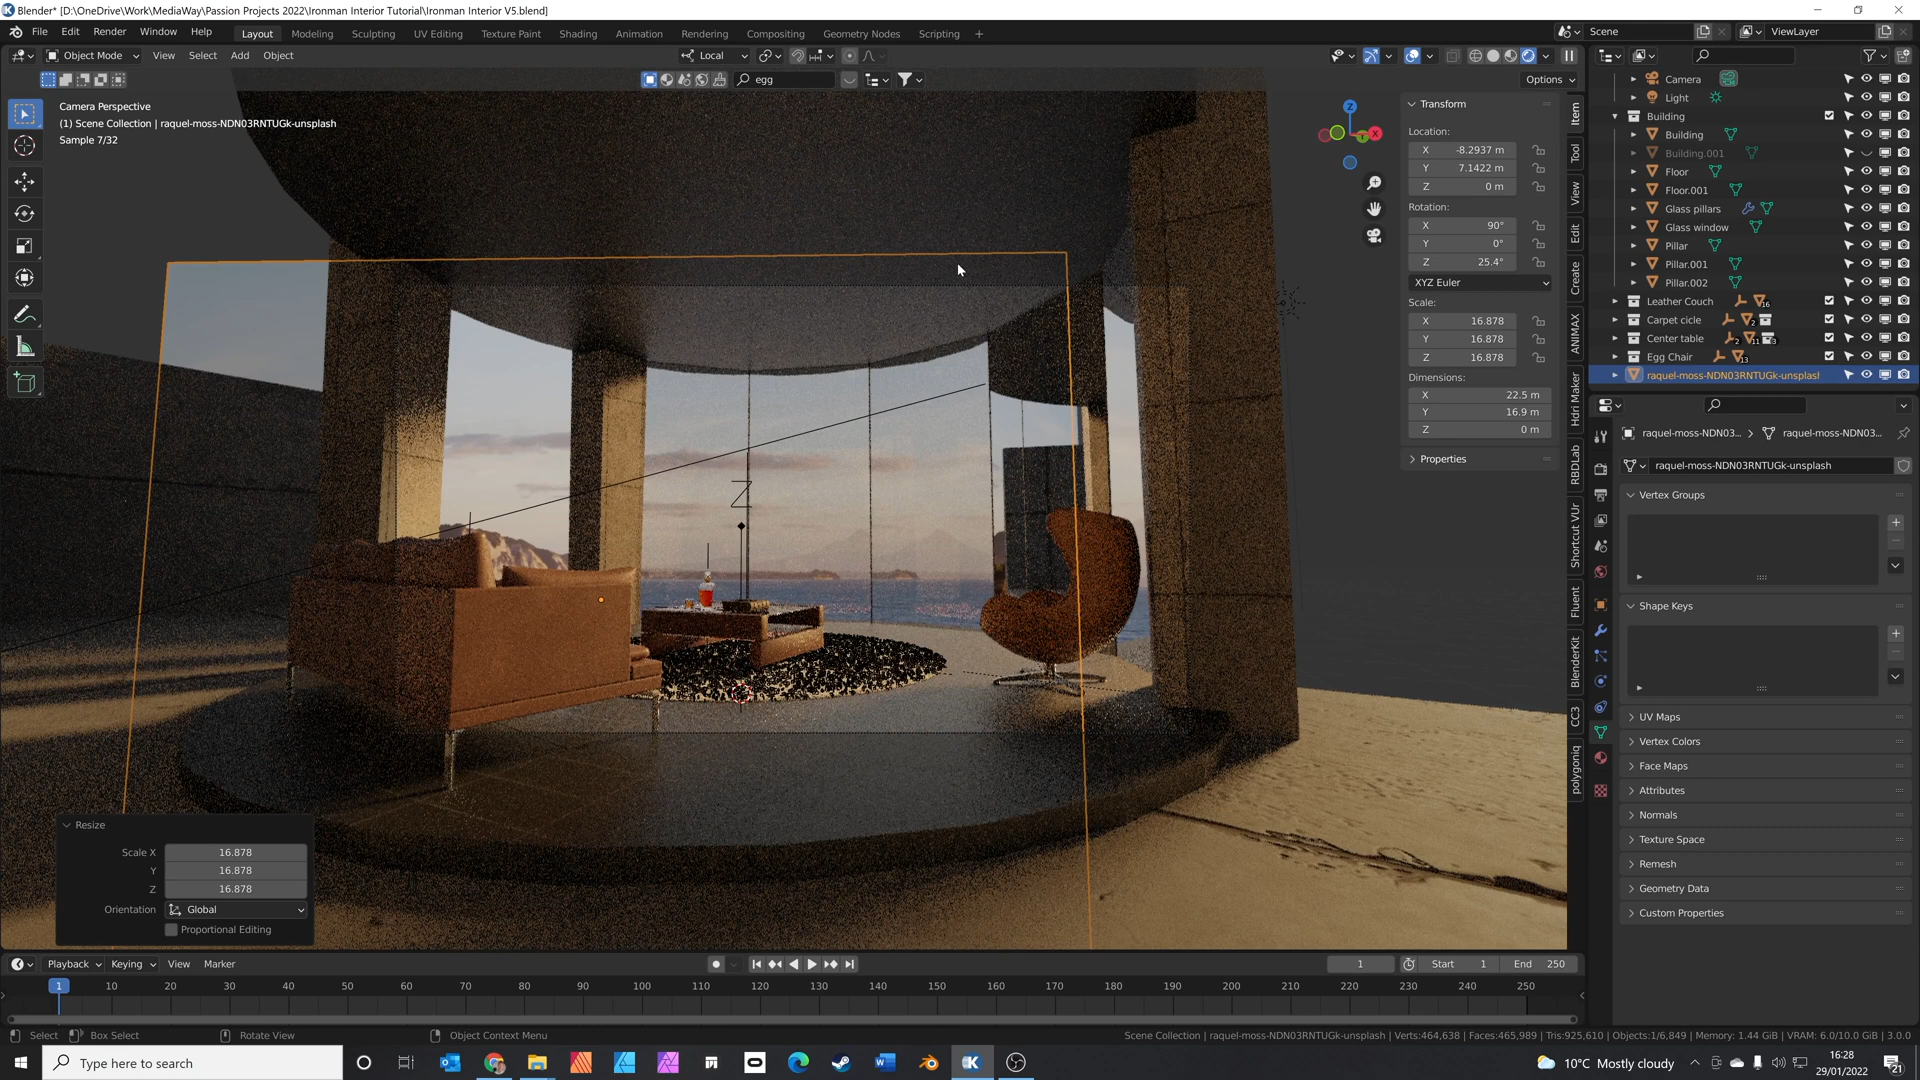 Blender* [D:\OneDrive\Work\MediaWay\Passion Projects 2022\Ironman Interior Tutorial\Ironman Interior V5.blend]
File Edit Render Window Help Layout Modeling Sculpting UV Editing Texture Paint Shading Animation Rendering Compositing Geometry Nodes Scripting + Scene ViewLayer
Object Mode View Select Add Object Local
egg Options
Camera Perspective
(1) Scene Collection | raquel-moss-NDN03RNTUGk-unsplash
Sample 7/32
Z
X
Transform
Location:
X -8.2937 m
Y 7.1422 m
Z 0 m
Rotation:
X 90°
Y 0°
Z 25.4°
XYZ Euler
Scale:
X 16.878
Y 16.878
Z 16.878
Dimensions:
X 22.5 m
Y 16.9 m
Z 0 m
Properties
Item
Tool
View
Edit
Create
ANIMAX
Hdri Maker
RBDLab
Shortcut VUr
Fluent
BlenderKit
CC3
polygoniq
Camera
Light
Building
Building
Building.001
Floor
Floor.001
Glass pillars
Glass window
Pillar
Pillar.001
Pillar.002
Leather Couch 16
Carpet cicle 2
Center table 2 11 3
Egg Chair 13
raquel-moss-NDN03RNTUGk-unsplash
raquel-moss-NDN03... > raquel-moss-NDN03...
raquel-moss-NDN03RNTUGk-unsplash
Vertex Groups
Shape Keys
UV Maps
Vertex Colors
Face Maps
Attributes
Normals
Texture Space
Remesh
Geometry Data
Custom Properties
Resize
Scale X 16.878
Y 16.878
Z 16.878
Orientation Global
Proportional Editing
Playback Keying View Marker 1 Start 1 End 250
1 10 20 30 40 50 60 70 80 90 100 110 120 130 140 150 160 170 180 190 200 210 220 230 240 250
Select Box Select Rotate View Object Context Menu Scene Collection | raquel-moss-NDN03RNTUGk-unsplash | Verts:464,638 | Faces:465,989 | Tris:925,610 | Objects:1/6,849 | Memory: 1.44 GiB | VRAM: 6.0/10.0 GiB | 3.0.0
Type here to search 10°C Mostly cloudy 16:28
29/01/2022
21